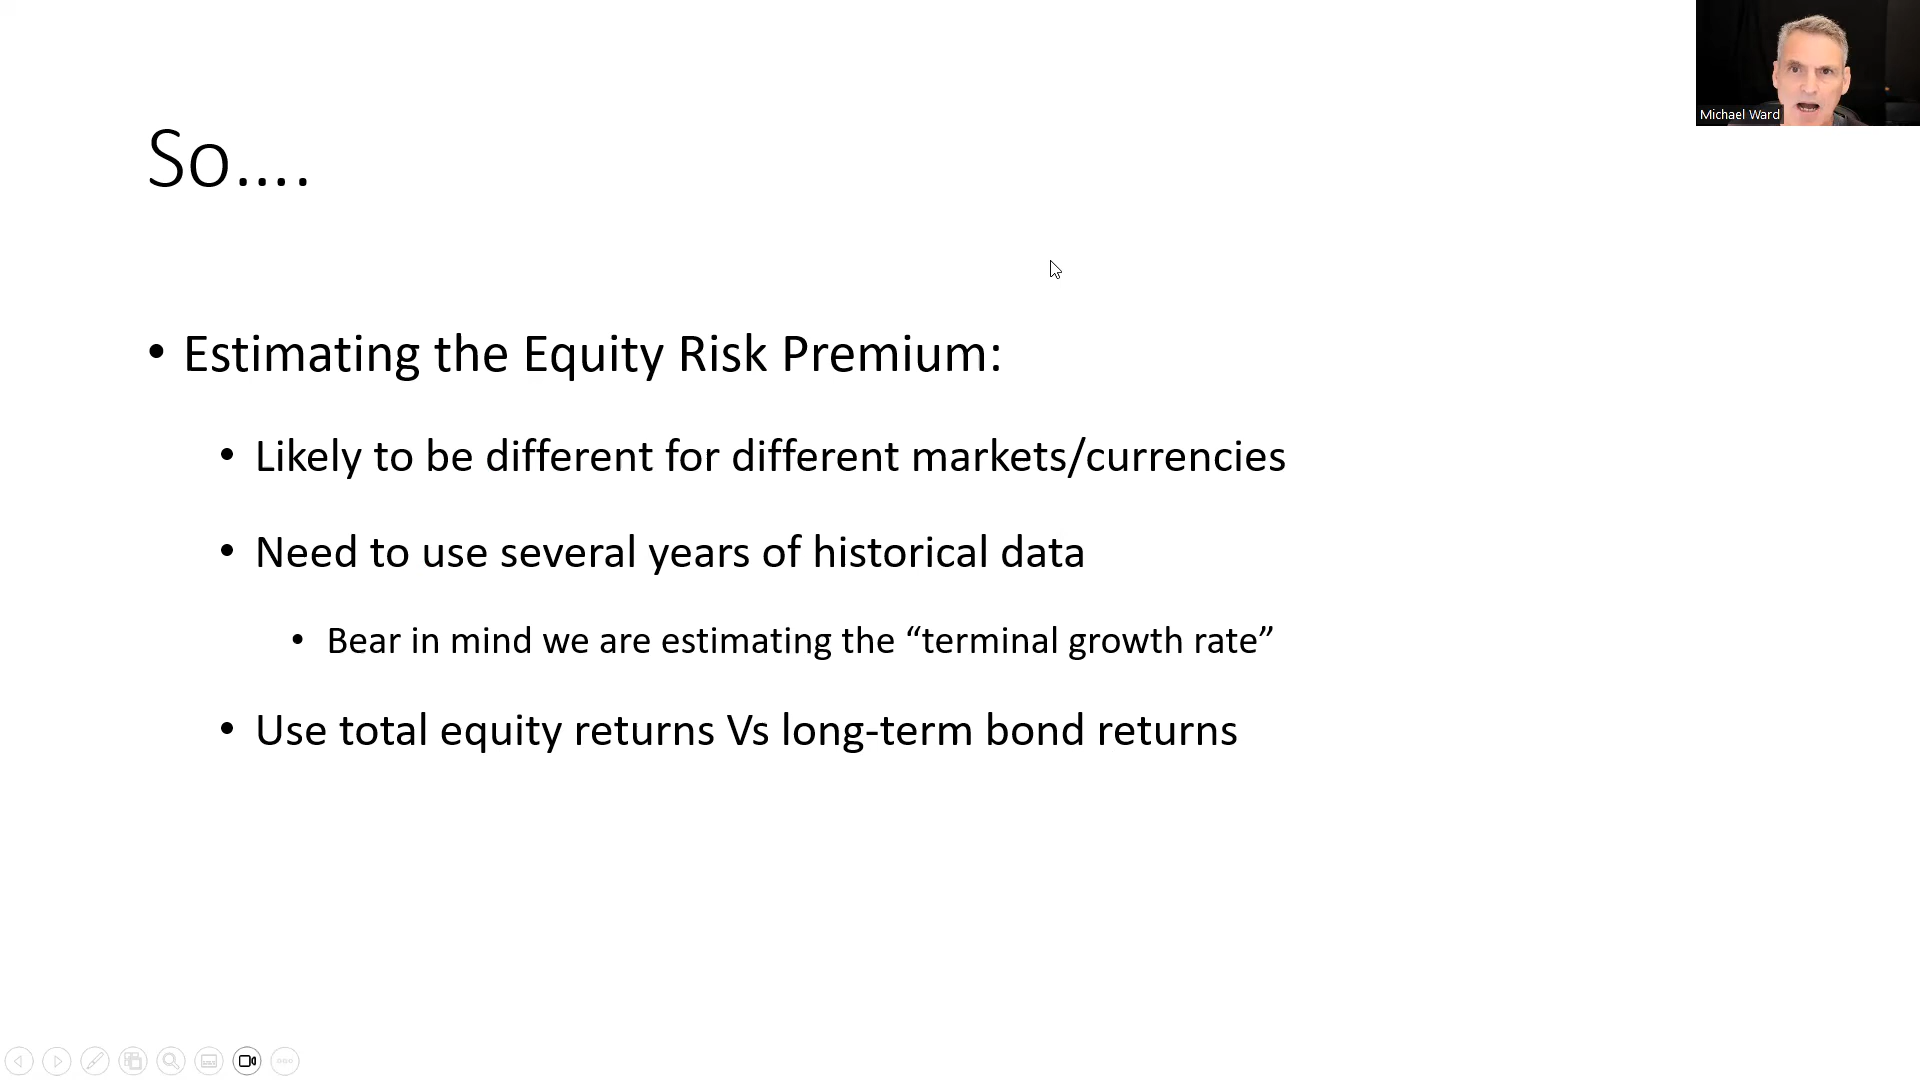 Michael Ward
So....
• Estimating the Equity Risk Premium:
• Likely to be different for different markets/currencies
• Need to use several years of historical data
• Bear in mind we are estimating the “terminal growth rate”
• Use total equity returns Vs long-term bond returns